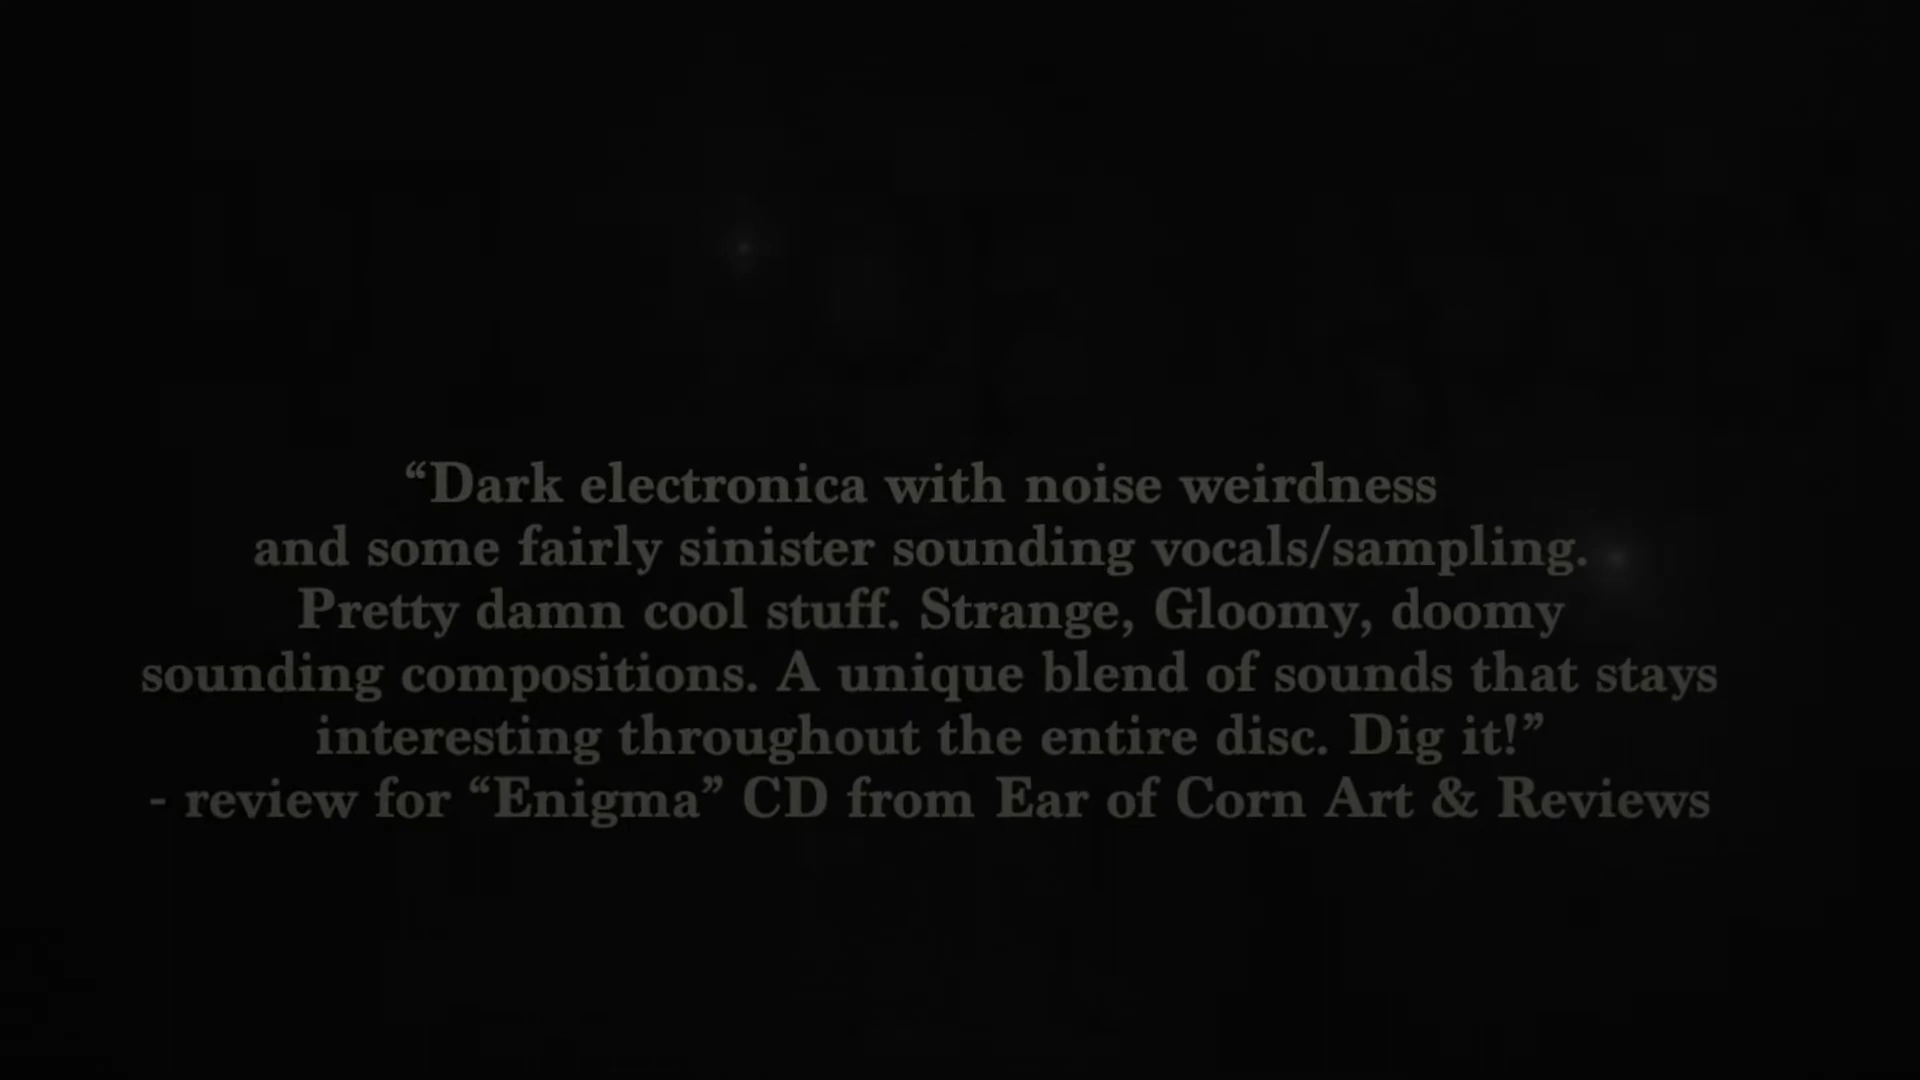 “Dark electronica with noise weirdness
and some fairly sinister sounding vocals/sampling.
Pretty damn cool stuff. Strange, Gloomy, doomy
sounding compositions. A unique blend of sounds that stays
interesting throughout the entire disc. Dig it!”
- review for “Enigma” CD from Ear of Corn Art & Reviews